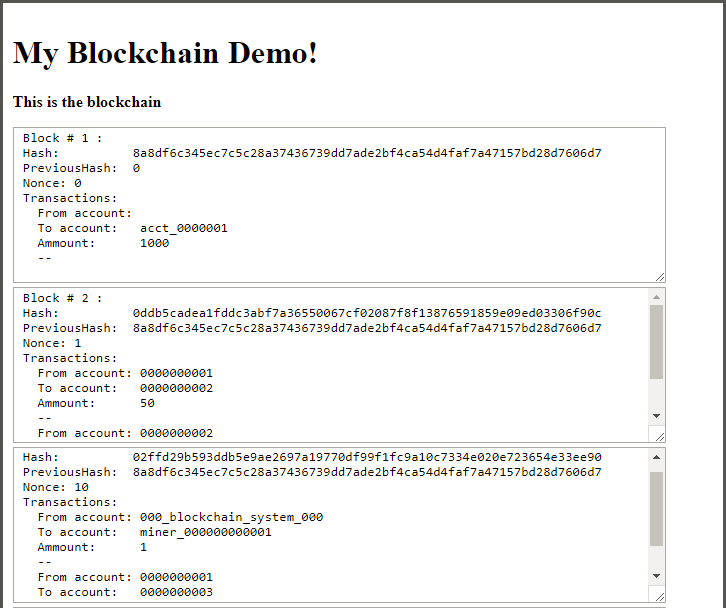 My Blockchain Demo!
This is the blockchain
Block # 1 :
Hash: 8a8df6c345ec7c5c28a37436739dd7ade2bf4ca54d4faf7a47157bd28d7606d7
PreviousHash: 0
Nonce: 0
Transactions:
From account:
To account: acct_0000001
Ammount: 1000
--
Block # 2 :
Hash: 0ddb5cadea1fddc3abf7a36550067cf02087f8f13876591859e09ed03306f90c
PreviousHash: 8a8df6c345ec7c5c28a37436739dd7ade2bf4ca54d4faf7a47157bd28d7606d7
Nonce: 1
Transactions:
From account: 0000000001
To account: 0000000002
Ammount: 50
--
From account: 0000000002
Hash: 02ffd29b593ddb5e9ae2697a19770df99f1fc9a10c7334e020e723654e33ee90
PreviousHash: 8a8df6c345ec7c5c28a37436739dd7ade2bf4ca54d4faf7a47157bd28d7606d7
Nonce: 10
Transactions:
From account: 000_blockchain_system_000
To account: miner_000000000001
Ammount: 1
--
From account: 0000000001
To account: 0000000003